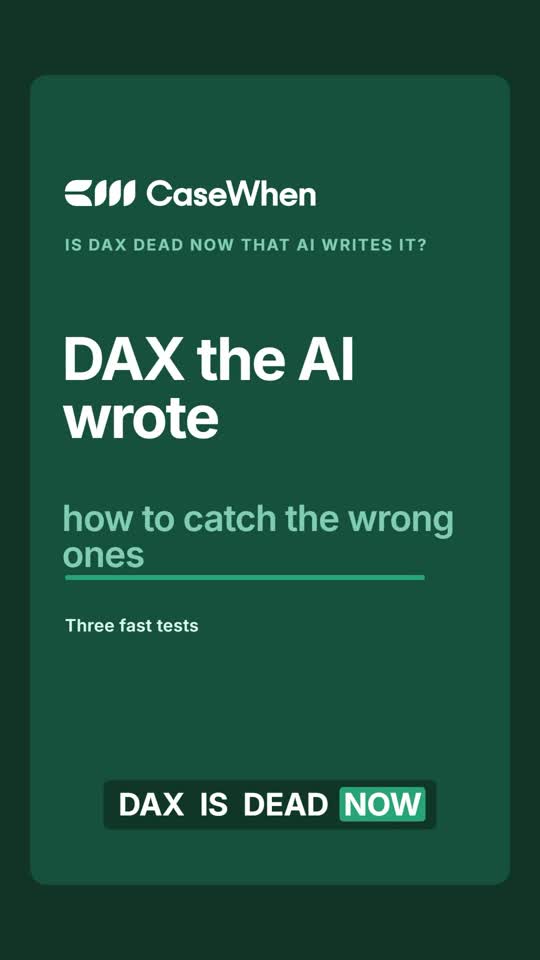 CaseWhen
IS DAX DEAD NOW THAT AI WRITES IT?
DAX the AI
wrote
how to catch the wrong
ones
Three fast tests
DAX IS DEAD NOW